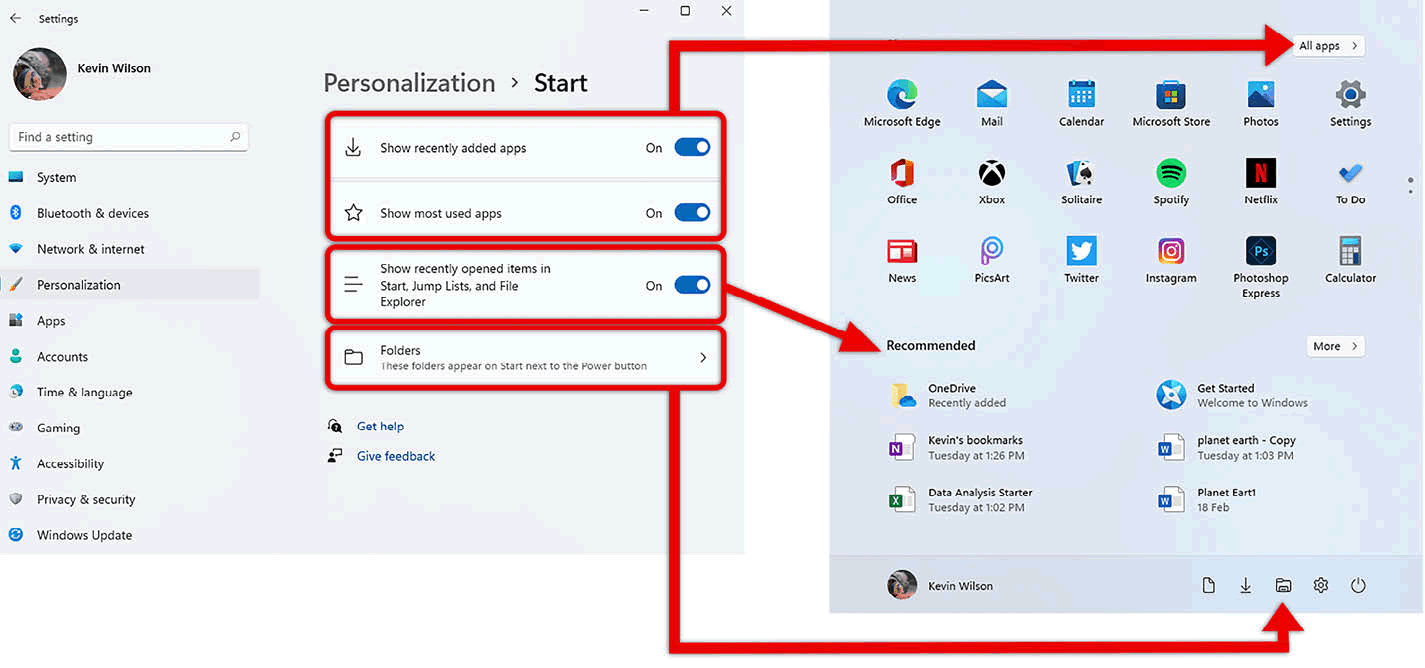 Settings
Kevin Wilson
Find a setting
System
Bluetooth & devices
Network & internet
Personalization
Apps
Accounts
Time & language
Gaming
Accessibility
Privacy & security
Windows Update
Personalization > Start
Show recently added apps On
Show most used apps On
Show recently opened items in
Start, Jump Lists, and File
Explorer
On
Folders
These folders appear on Start next to the Power button
Get help
Give feedback
All apps >
Microsoft Edge Mail Calendar Microsoft Store Photos Settings
Office Xbox Solitaire Spotify Netflix To Do
News PicsArt Twitter Instagram Photoshop Calculator
Express
Recommended More >
OneDrive
Recently added
Get Started
Welcome to Windows
Kevin's bookmarks
Tuesday at 1:26 PM
planet earth - Copy
Tuesday at 1:03 PM
Data Analysis Starter
Tuesday at 1:02 PM
Planet Eart1
18 Feb
Kevin Wilson